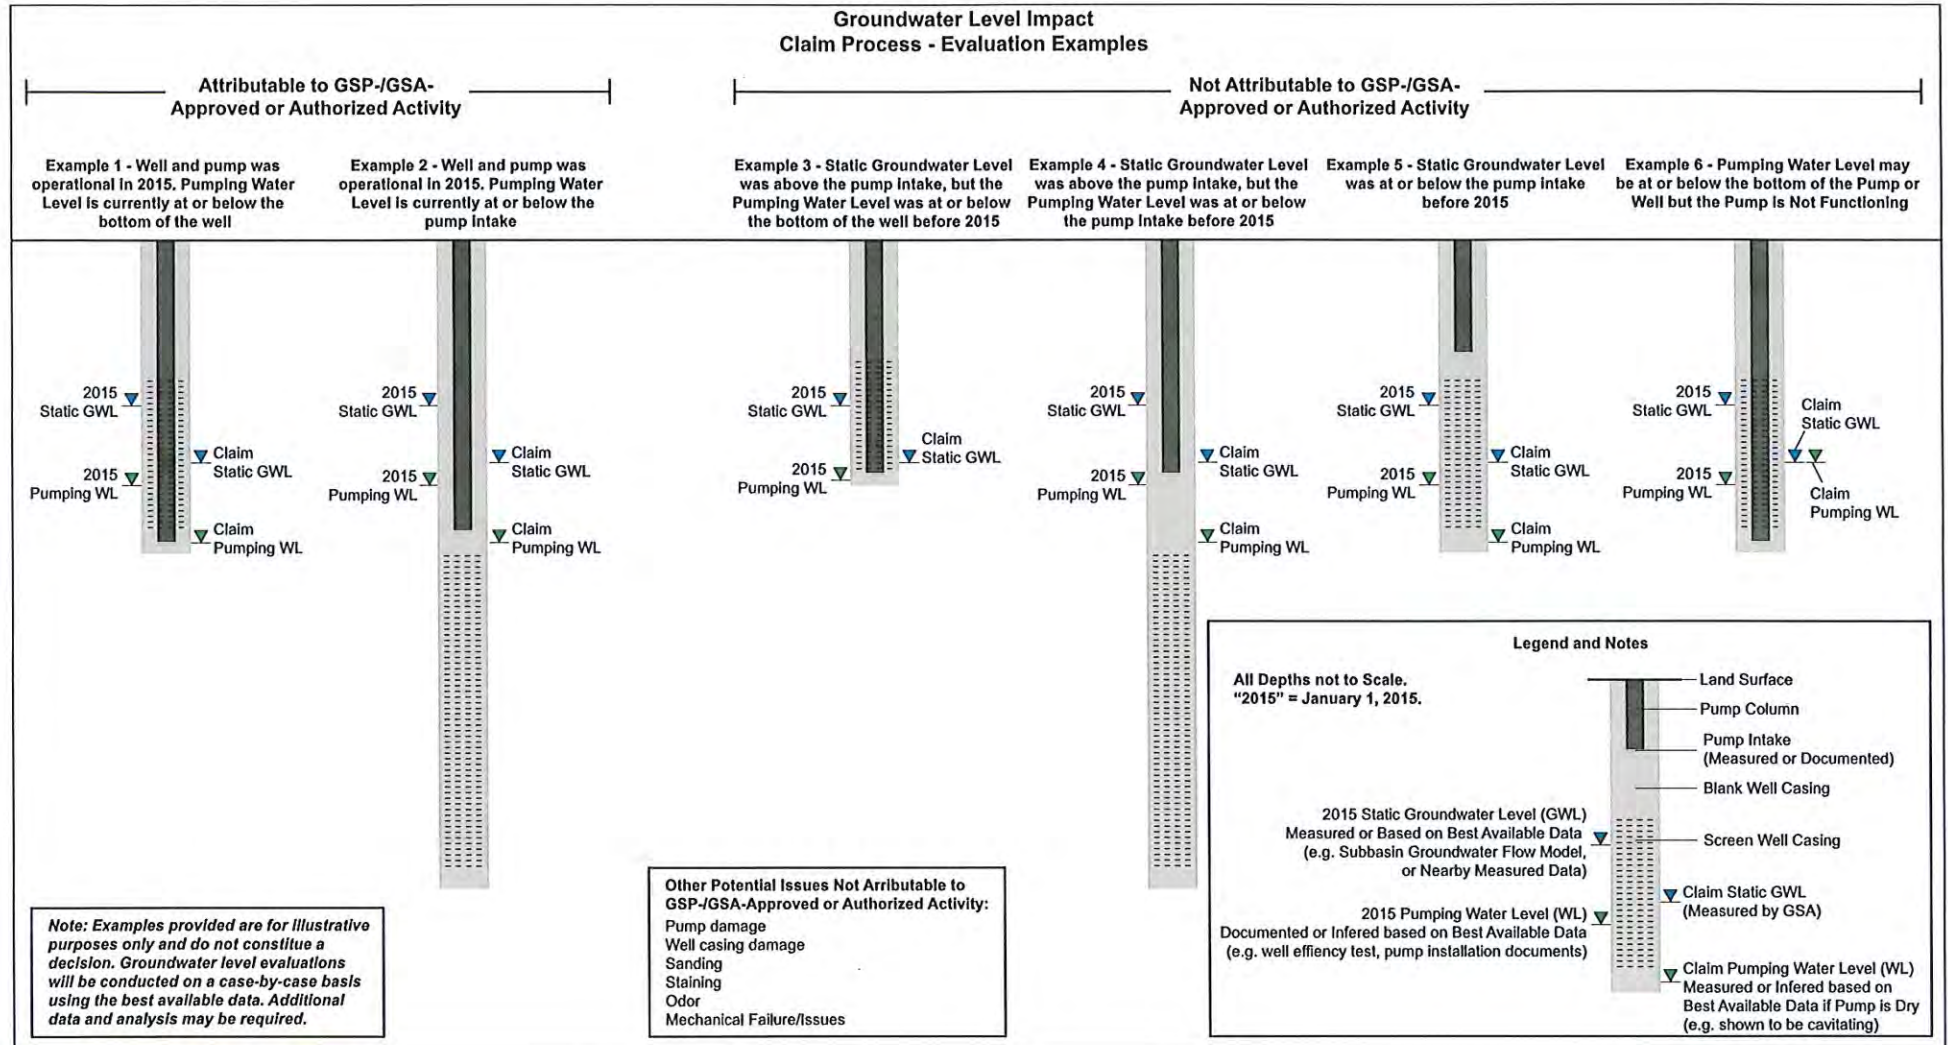 Groundwater Level Impact
Claim Process - Evaluation Examples
Attributable to GSP-/GSA-
Approved or Authorized Activity
Not Attributable to GSP-/GSA-
Approved or Authorized Activity
Example 1 - Well and pump was
operational in 2015. Pumping Water
Level is currently at or below the
bottom of the well
Example 2 - Well and pump was
operational in 2015. Pumping Water
Level is currently at or below the
pump intake
Example 3 - Static Groundwater Level
was above the pump intake, but the
Pumping Water Level was at or below
the bottom of the well before 2015
Example 4 - Static Groundwater Level
was above the pump intake, but the
Pumping Water Level was at or below
the pump intake before 2015
Example 5 - Static Groundwater Level
was at or below the pump intake
before 2015
Example 6 - Pumping Water Level may
be at or below the bottom of the Pump or
Well but the Pump is Not Functioning
2015
Static GWL
2015
Pumping WL
Claim
Static GWL
Claim
Pumping WL
2015
Static GWL
2015
Pumping WL
Claim
Static GWL
Claim
Pumping WL
2015
Static GWL
2015
Pumping WL
Claim
Static GWL
2015
Static GWL
2015
Pumping WL
Claim
Static GWL
Claim
Pumping WL
2015
Static GWL
2015
Pumping WL
Claim
Static GWL
Claim
Pumping WL
2015
Static GWL
2015
Pumping WL
Claim
Static GWL
Claim
Pumping WL
Note: Examples provided are for illustrative
purposes only and do not constitute a
decision. Groundwater level evaluations
will be conducted on a case-by-case basis
using the best available data. Additional
data and analysis may be required.
Other Potential Issues Not Arributable to
GSP-/GSA-Approved or Authorized Activity:
Pump damage
Well casing damage
Sanding
Staining
Odor
Mechanical Failure/Issues
Legend and Notes
All Depths not to Scale.
"2015" = January 1, 2015.
Land Surface
Pump Column
Pump Intake
(Measured or Documented)
Blank Well Casing
Screen Well Casing
2015 Static Groundwater Level (GWL)
Measured or Based on Best Available Data
(e.g. Subbasin Groundwater Flow Model,
or Nearby Measured Data)
2015 Pumping Water Level (WL)
Documented or Infered based on Best Available Data
(e.g. well effiency test, pump installation documents)
Claim Static GWL
(Measured by GSA)
Claim Pumping Water Level (WL)
Measured or Infered based on
Best Available Data if Pump is Dry
(e.g. shown to be cavitating)